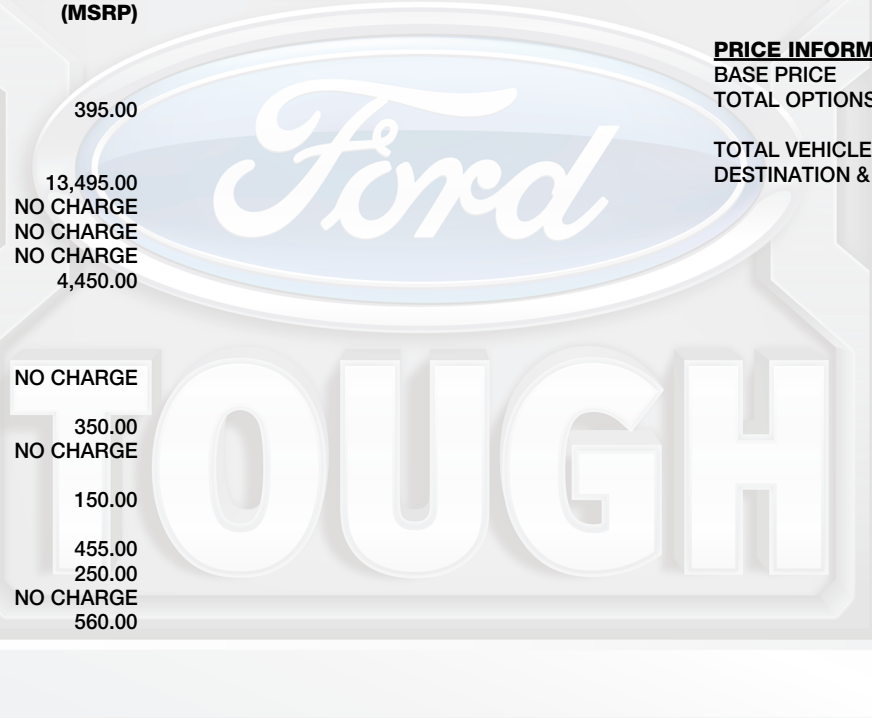 (MSRP)
395.00
13,495.00
NO CHARGE
NO CHARGE
NO CHARGE
4,450.00
NO CHARGE
350.00
NO CHARGE
150.00
455.00
250.00
NO CHARGE
560.00
PRICE INFORM
BASE PRICE
TOTAL OPTIONS
TOTAL VEHICLE
DESTINATION &
Ford
TOUGH